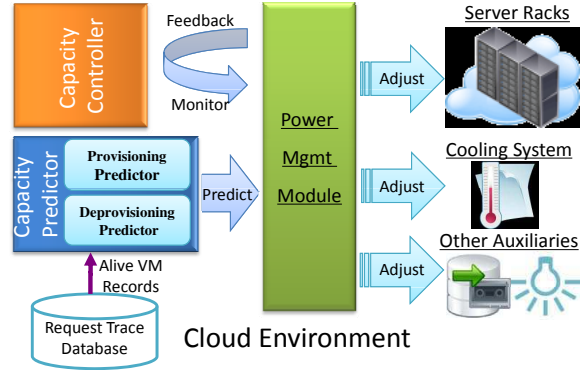 Capacity
Controller
Feedback
Monitor
Capacity
Predictor
Provisioning
Predictor
Deprovisioning
Predictor
Predict
Alive VM
Records
Request Trace
Database
Power
Mgmt
Module
Adjust
Server Racks
Adjust
Cooling System
Adjust
Other Auxiliaries
Cloud Environment